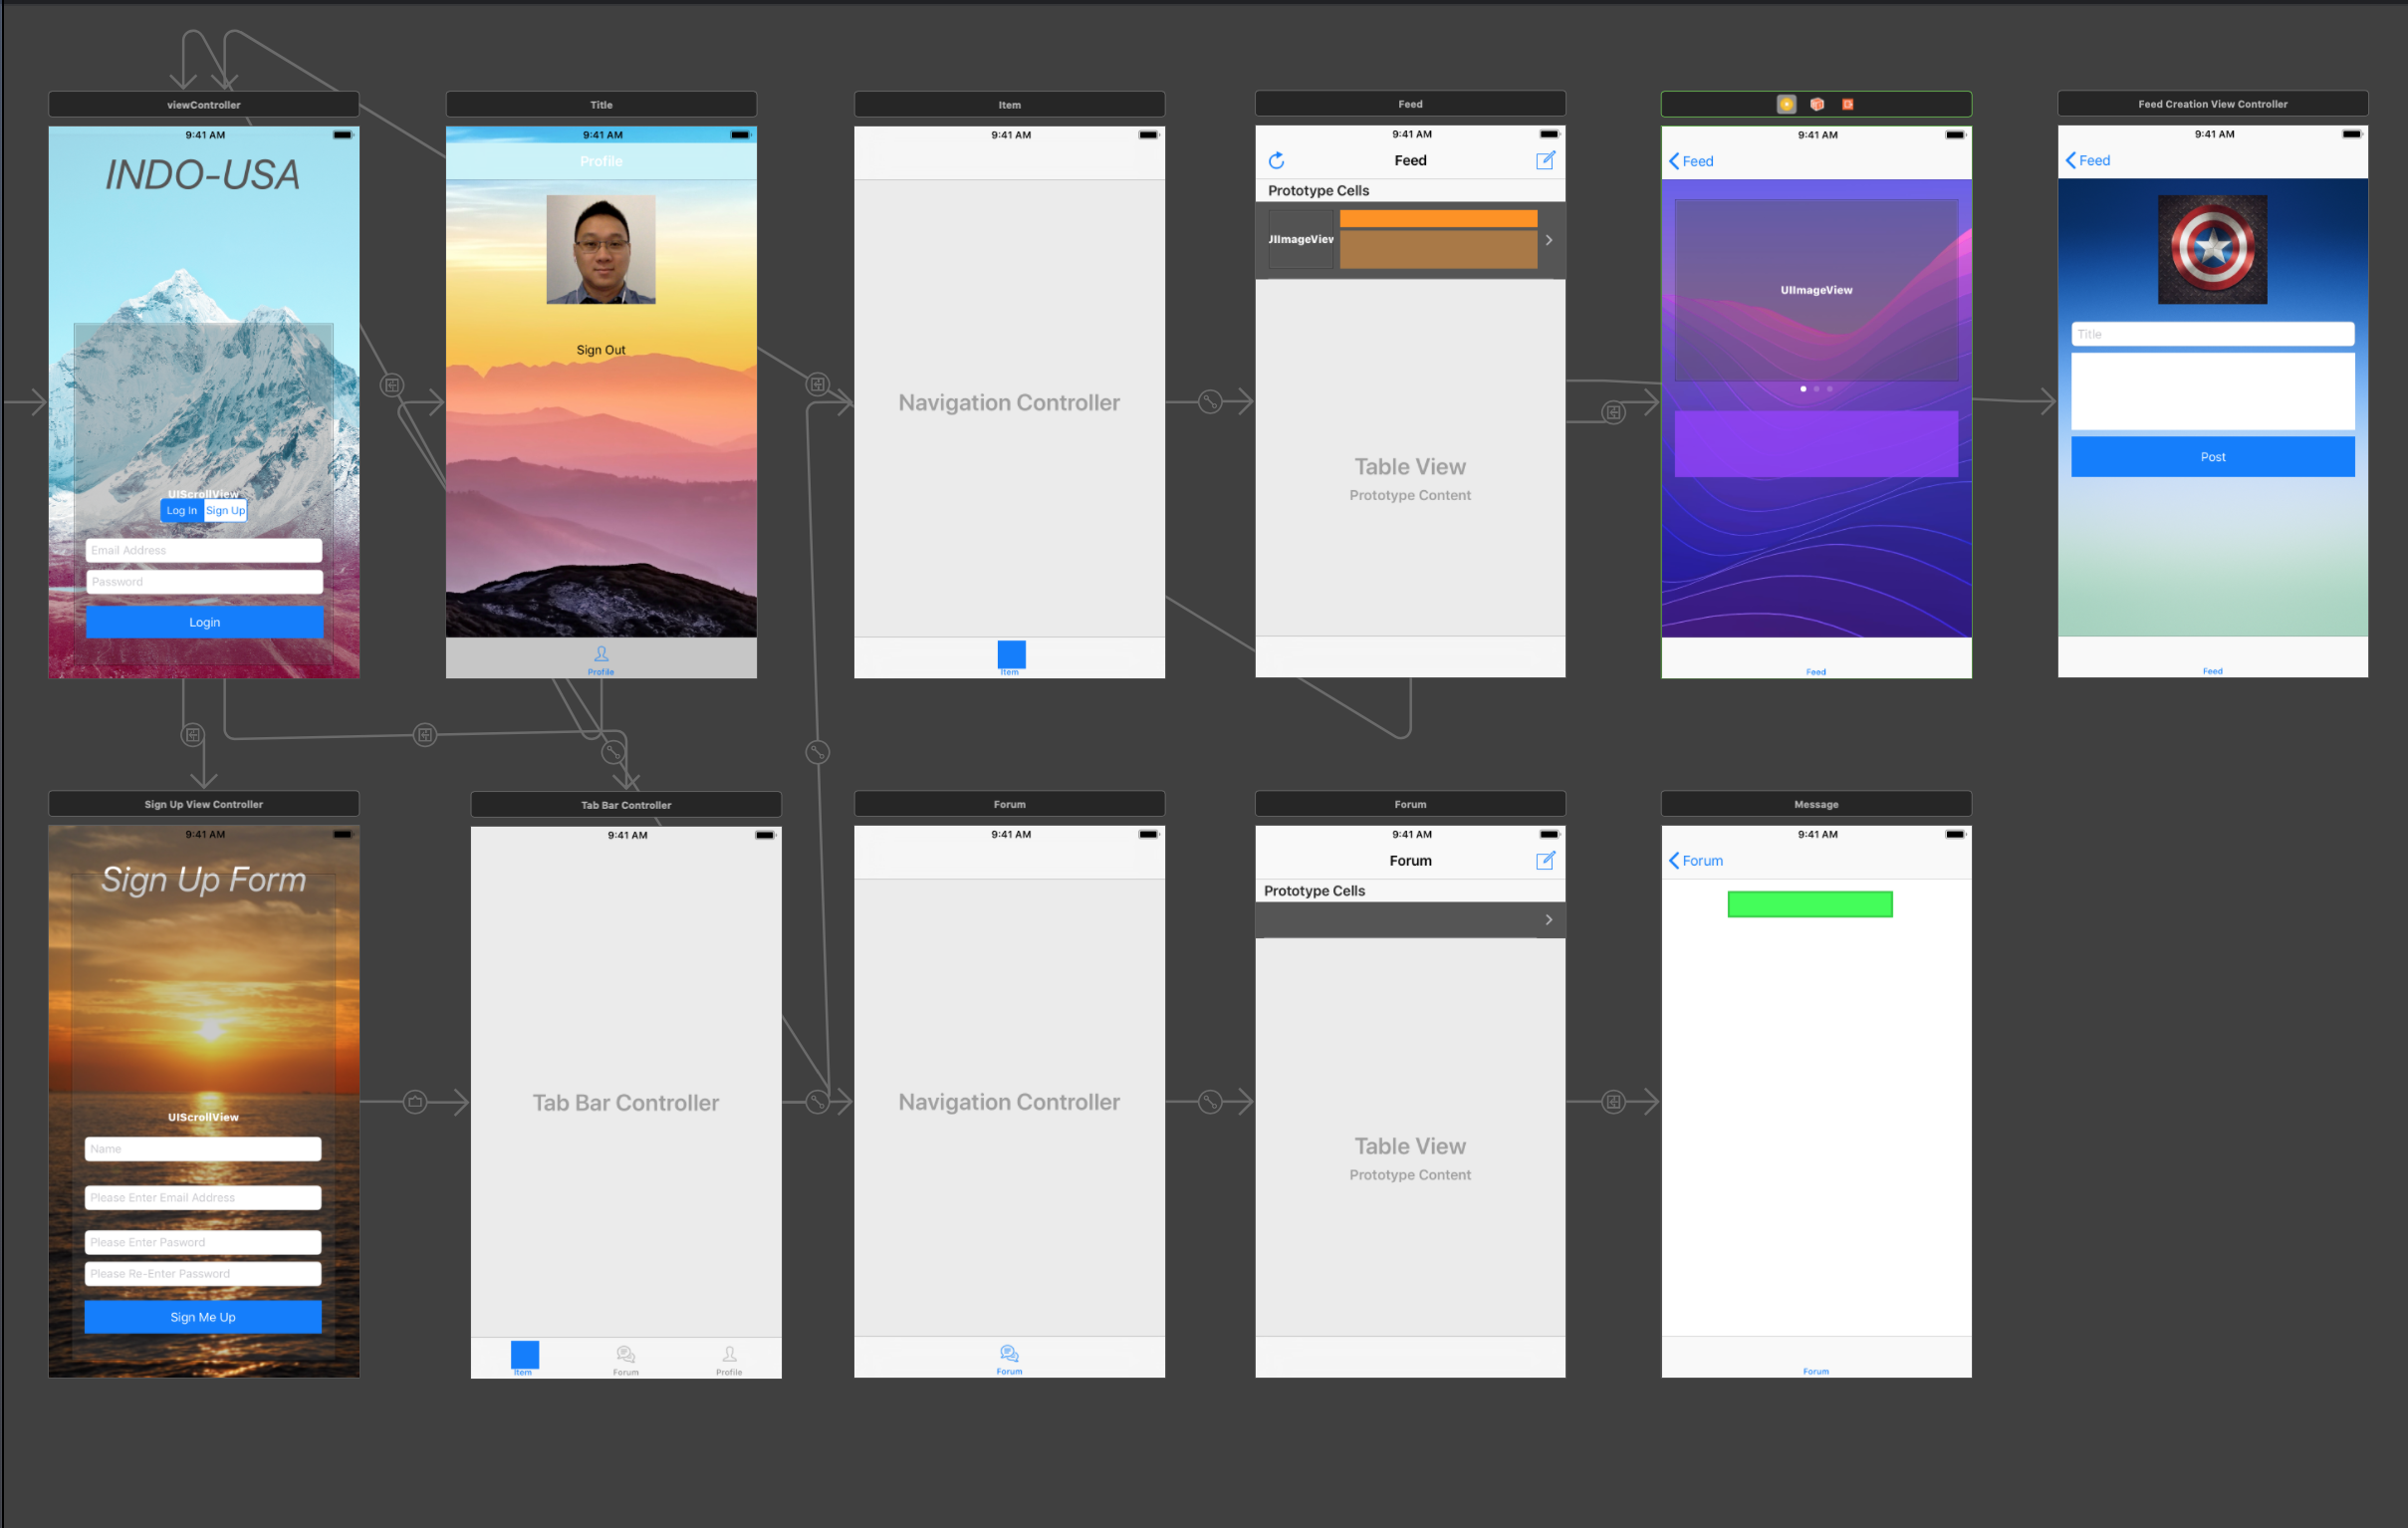 viewController
9:41 AM
INDO-USA
UIScrollView
Log In Sign Up
Email Address
Password
Login
Title
9:41 AM
Profile
Sign Out
Profile
Item
9:41 AM
Navigation Controller
Item
Feed
9:41 AM
Feed
Prototype Cells
UIImageView
Table View
Prototype Content
9:41 AM
Feed
UIImageView
Feed
Feed Creation View Controller
9:41 AM
Feed
Title
Post
Feed
Sign Up View Controller
9:41 AM
Sign Up Form
UIScrollView
Name
Please Enter Email Address
Please Enter Pasword
Please Re-Enter Password
Sign Me Up
Tab Bar Controller
9:41 AM
Tab Bar Controller
Item Forum Profile
Forum
9:41 AM
Navigation Controller
Forum
Forum
9:41 AM
Forum
Prototype Cells
Table View
Prototype Content
Message
9:41 AM
Forum
Forum